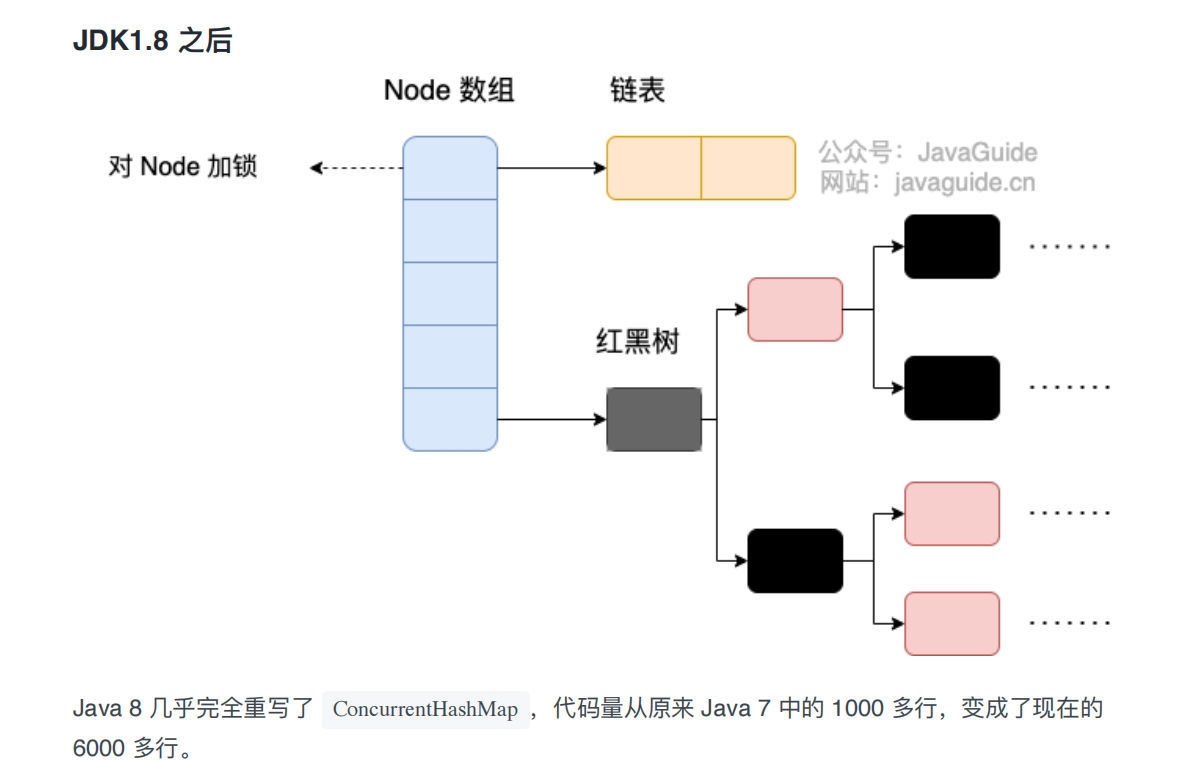 JDK1.8 之后
Node 数组
链表
对 Node 加锁
公众号：JavaGuide
网站：javaguide.cn
红黑树
Java 8 几乎完全重写了 ConcurrentHashMap ，代码量从原来 Java 7 中的 1000 多行，变成了现在的
6000 多行。